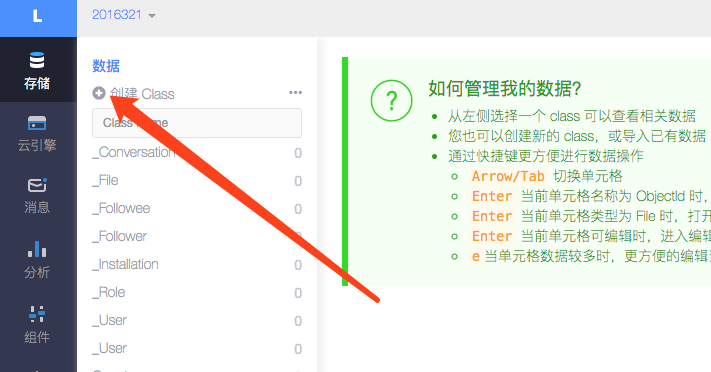 L
2016321
存储
云引擎
消息
分析
组件
数据
创建 Class
Class Name
_Conversation 0
_File 0
_Followee 0
_Follower 0
_Installation 0
_Role 0
_User 0
_User 0
如何管理我的数据?
从左侧选择一个 class 可以查看相关数据
您也可以创建新的 class，或导入已有数据
通过快捷键更方便进行数据操作
Arrow/Tab 切换单元格
Enter 当前单元格名称为 ObjectId 时，
Enter 当前单元格类型为 File 时，打开
Enter 当前单元格可编辑时，进入编辑
e 当单元格数据较多时，更方便的编辑